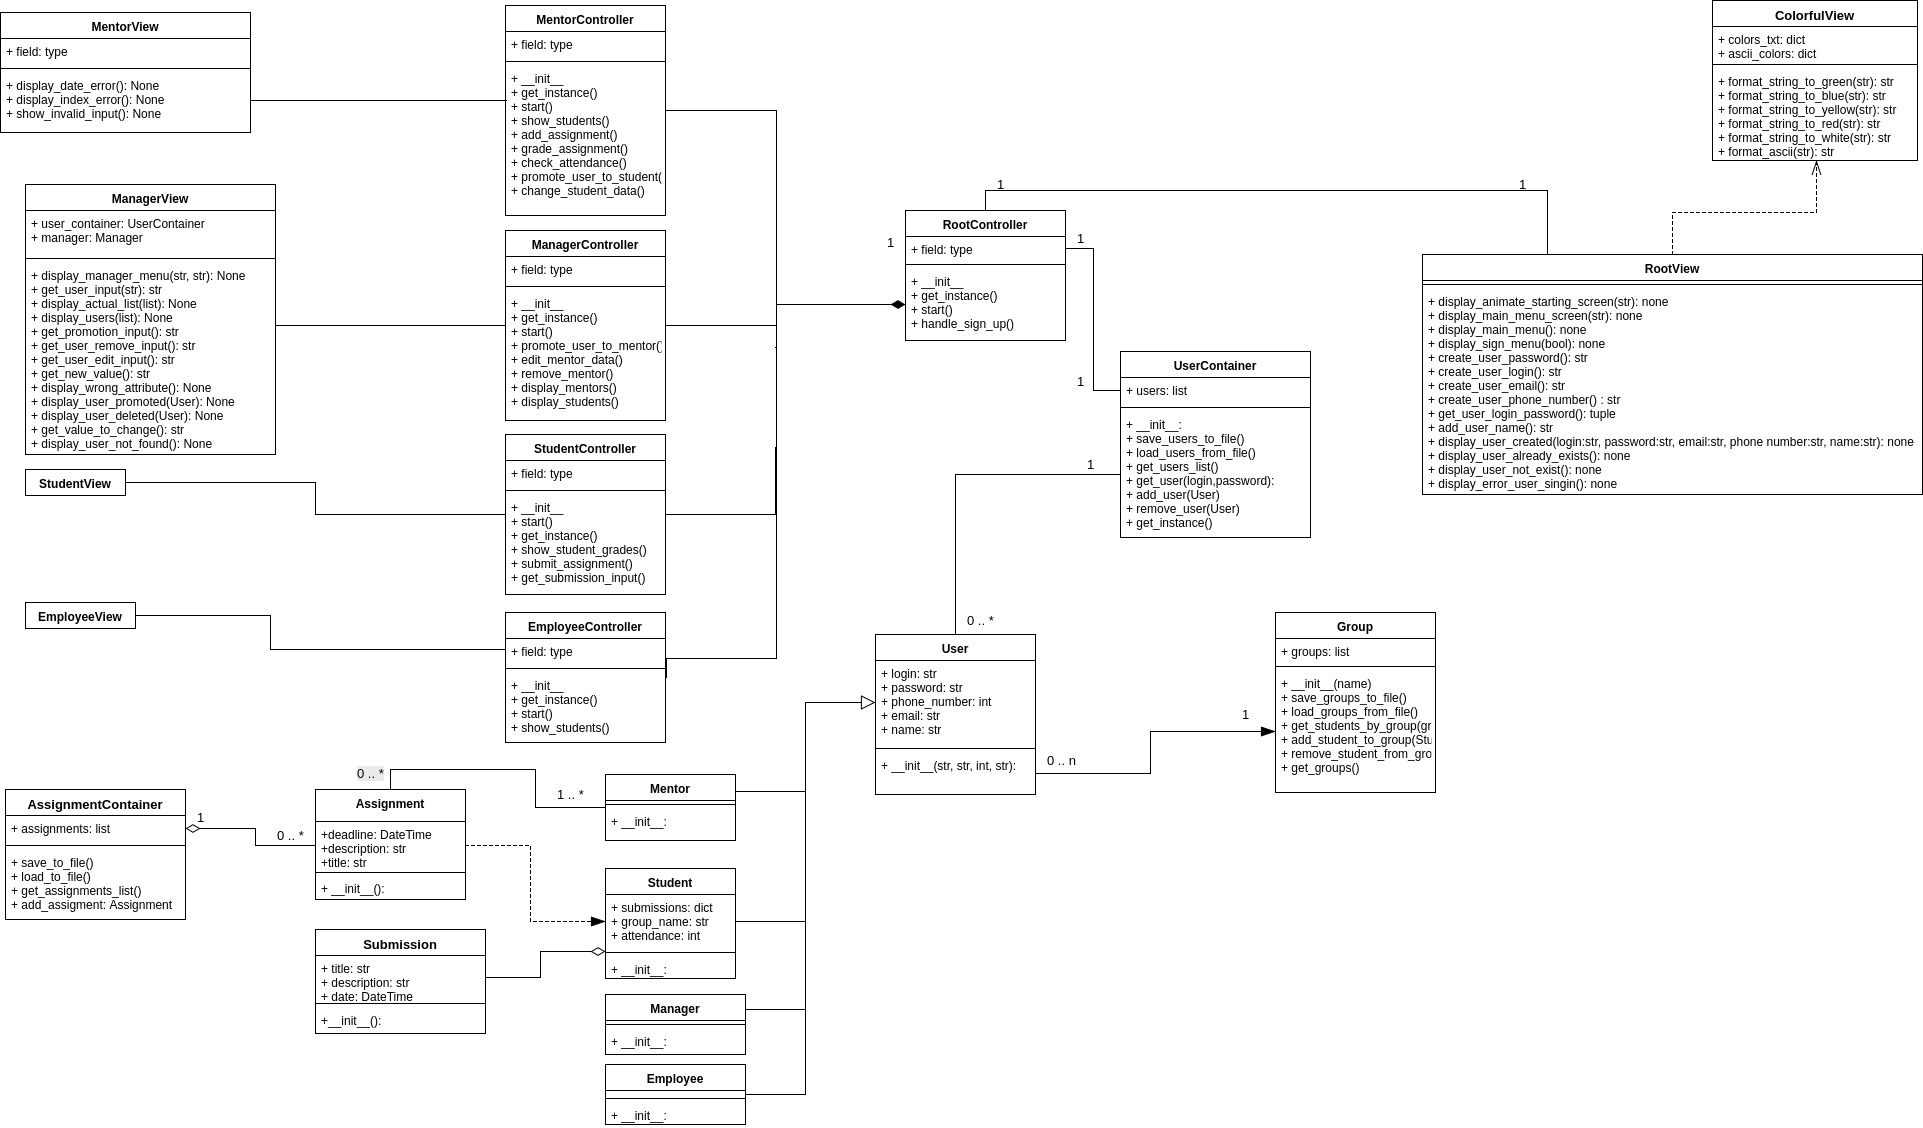 MentorView
+ field: type
+ display_date_error(): None
+ display_index_error(): None
+ show_invalid_input(): None
MentorController
+ field: type
+ __init__
+ get_instance()
+ start()
+ show_students()
+ add_assignment()
+ grade_assignment()
+ check_attendance()
+ promote_user_to_student(
+ change_student_data()
ColorfulView
+ colors_txt: dict
+ ascii_colors: dict
+ format_string_to_green(str): str
+ format_string_to_blue(str): str
+ format_string_to_yellow(str): str
+ format_string_to_red(str): str
+ format_string_to_white(str): str
+ format_ascii(str): str
ManagerView
+ user_container: UserContainer
+ manager: Manager
+ display_manager_menu(str, str): None
+ get_user_input(str): str
+ display_actual_list(list): None
+ display_users(list): None
+ get_promotion_input(): str
+ get_user_remove_input(): str
+ get_user_edit_input(): str
+ get_new_value(): str
+ display_wrong_attribute(): None
+ display_user_promoted(User): None
+ display_user_deleted(User): None
+ get_value_to_change(): str
+ display_user_not_found(): None
ManagerController
+ field: type
+ __init__
+ get_instance()
+ start()
+ promote_user_to_mentor()
+ edit_mentor_data()
+ remove_mentor()
+ display_mentors()
+ display_students()
1
1
1
RootController
+ field: type
+ __init__
+ get_instance()
+ start()
+ handle_sign_up()
1
1
RootView
+ display_animate_starting_screen(str): none
+ display_main_menu_screen(str): none
+ display_main_menu(): none
+ display_sign_menu(bool): none
+ create_user_password(): str
+ create_user_login(): str
+ create_user_email(): str
+ create_user_phone_number() : str
+ get_user_login_password(): tuple
+ add_user_name(): str
+ display_user_created(login:str, password:str, email:str, phone number:str, name:str): none
+ display_user_already_exists(): none
+ display_user_not_exist(): none
+ display_error_user_singin(): none
UserContainer
+ users: list
+ __init__:
+ save_users_to_file()
+ load_users_from_file()
+ get_users_list()
+ get_user(login,password):
+ add_user(User)
+ remove_user(User)
+ get_instance()
1
0 .. *
StudentView
StudentController
+ field: type
+ __init__
+ start()
+ get_instance()
+ show_student_grades()
+ submit_assignment()
+ get_submission_input()
EmployeeView
EmployeeController
+ field: type
+ __init__
+ get_instance()
+ start()
+ show_students()
User
+ login: str
+ password: str
+ phone_number: int
+ email: str
+ name: str
+ __init__(str, str, int, str):
0 .. n
1
Group
+ groups: list
+ __init__(name)
+ save_groups_to_file()
+ load_groups_from_file()
+ get_students_by_group(gr
+ add_student_to_group(Stu
+ remove_student_from_gro
+ get_groups()
AssignmentContainer
+ assignments: list
+ save_to_file()
+ load_to_file()
+ get_assignments_list()
+ add_assigment: Assignment
1
0 .. *
0 .. *
1 .. *
Assignment
+deadline: DateTime
+description: str
+title: str
+ __init__():
Submission
+ title: str
+ description: str
+ date: DateTime
+__init__():
Mentor
+ __init__:
Student
+ submissions: dict
+ group_name: str
+ attendance: int
+ __init__:
Manager
+ __init__:
Employee
+ __init__: